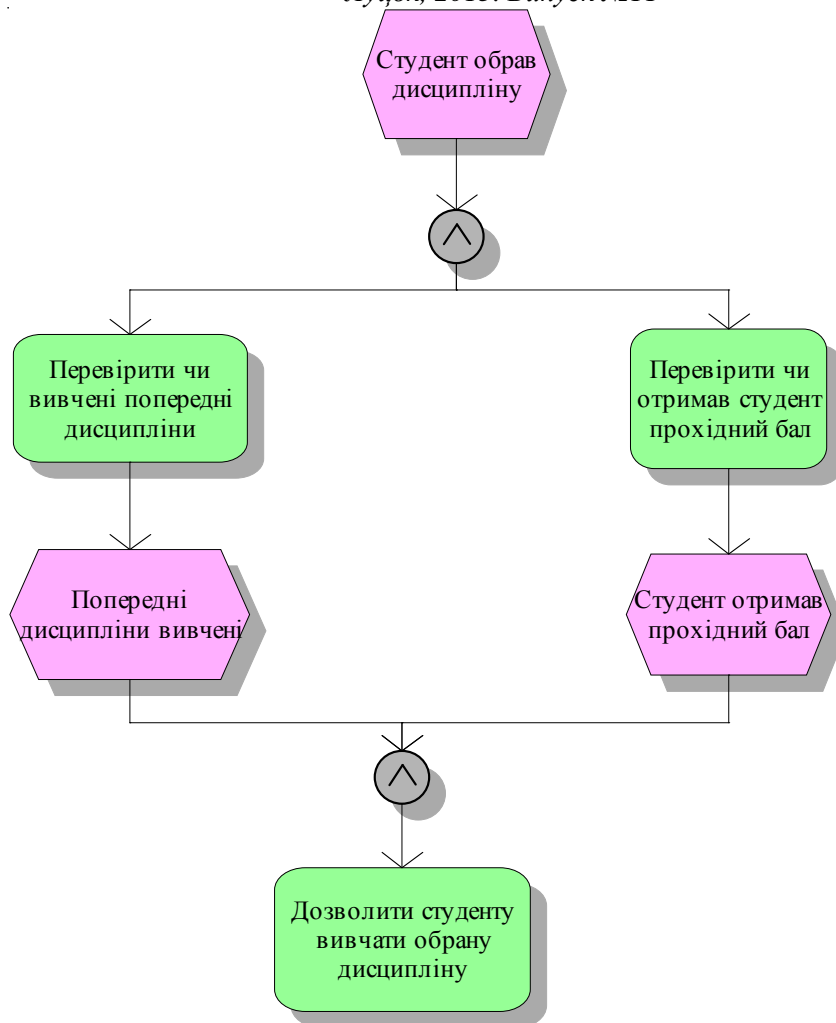 Студент обрав
дисципліну
Перевірити чи
вивчені попередні
дисципліни
Перевірити чи
отримав студент
прохідний бал
Попередні
дисципліни вивчені
Студент отримав
прохідний бал
Дозволити студенту
вивчати обрану
дисципліну